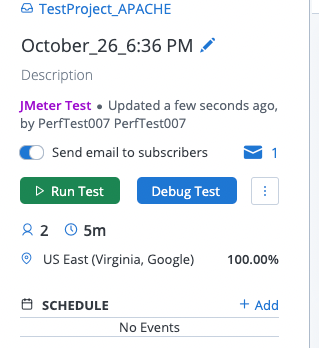 TestProject_APACHE
October_26_6:36 PM
Description
JMeter Test • Updated a few seconds ago,
by PerfTest007 PerfTest007
Send email to subscribers 1
Run Test Debug Test
2 5m
US East (Virginia, Google) 100.00%
SCHEDULE + Add
No Events